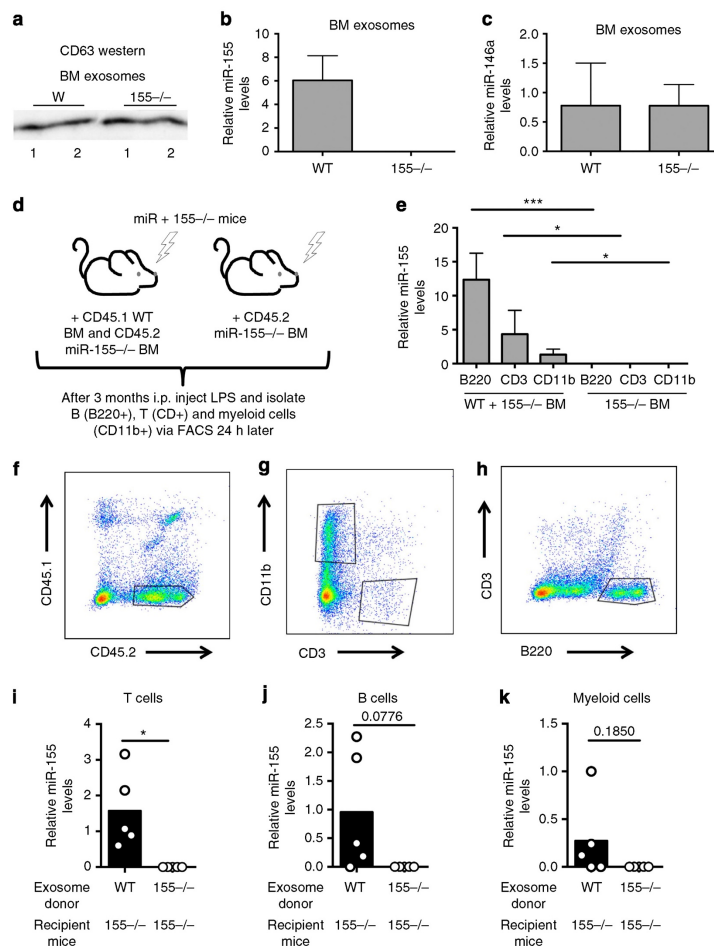 a
CD63 western
BM exosomes
W 155–/–
1 2 1 2
b
BM exosomes
Relative miR-155
levels
10
8
6
4
2
0
WT 155–/–
c
BM exosomes
Relative miR-146a
levels
2.0
1.5
1.0
0.5
0.0
WT 155–/–
d
miR + 155–/– mice
+ CD45.1 WT
BM and CD45.2
miR-155–/– BM
+ CD45.2
miR-155–/– BM
After 3 months i.p. inject LPS and isolate
B (B220+), T (CD+) and myeloid cells
(CD11b+) via FACS 24 h later
e
***
*
*
Relative miR-155
levels
20
15
10
5
0
B220 CD3 CD11b B220 CD3 CD11b
WT + 155–/– BM 155–/– BM
f
CD45.1
CD45.2
g
CD11b
CD3
h
CD3
B220
i
T cells
*
Relative miR-155
levels
4
3
2
1
0
Exosome
donor
WT 155–/–
Recipient
mice
155–/– 155–/–
j
B cells
0.0776
Relative miR-155
levels
2.5
2.0
1.5
1.0
0.5
0.0
Exosome
donor
WT 155–/–
Recipient
mice
155–/– 155–/–
k
Myeloid cells
0.1850
Relative miR-155
levels
1.5
1.0
0.5
0.0
Exosome
donor
WT 155–/–
Recipient
mice
155–/– 155–/–